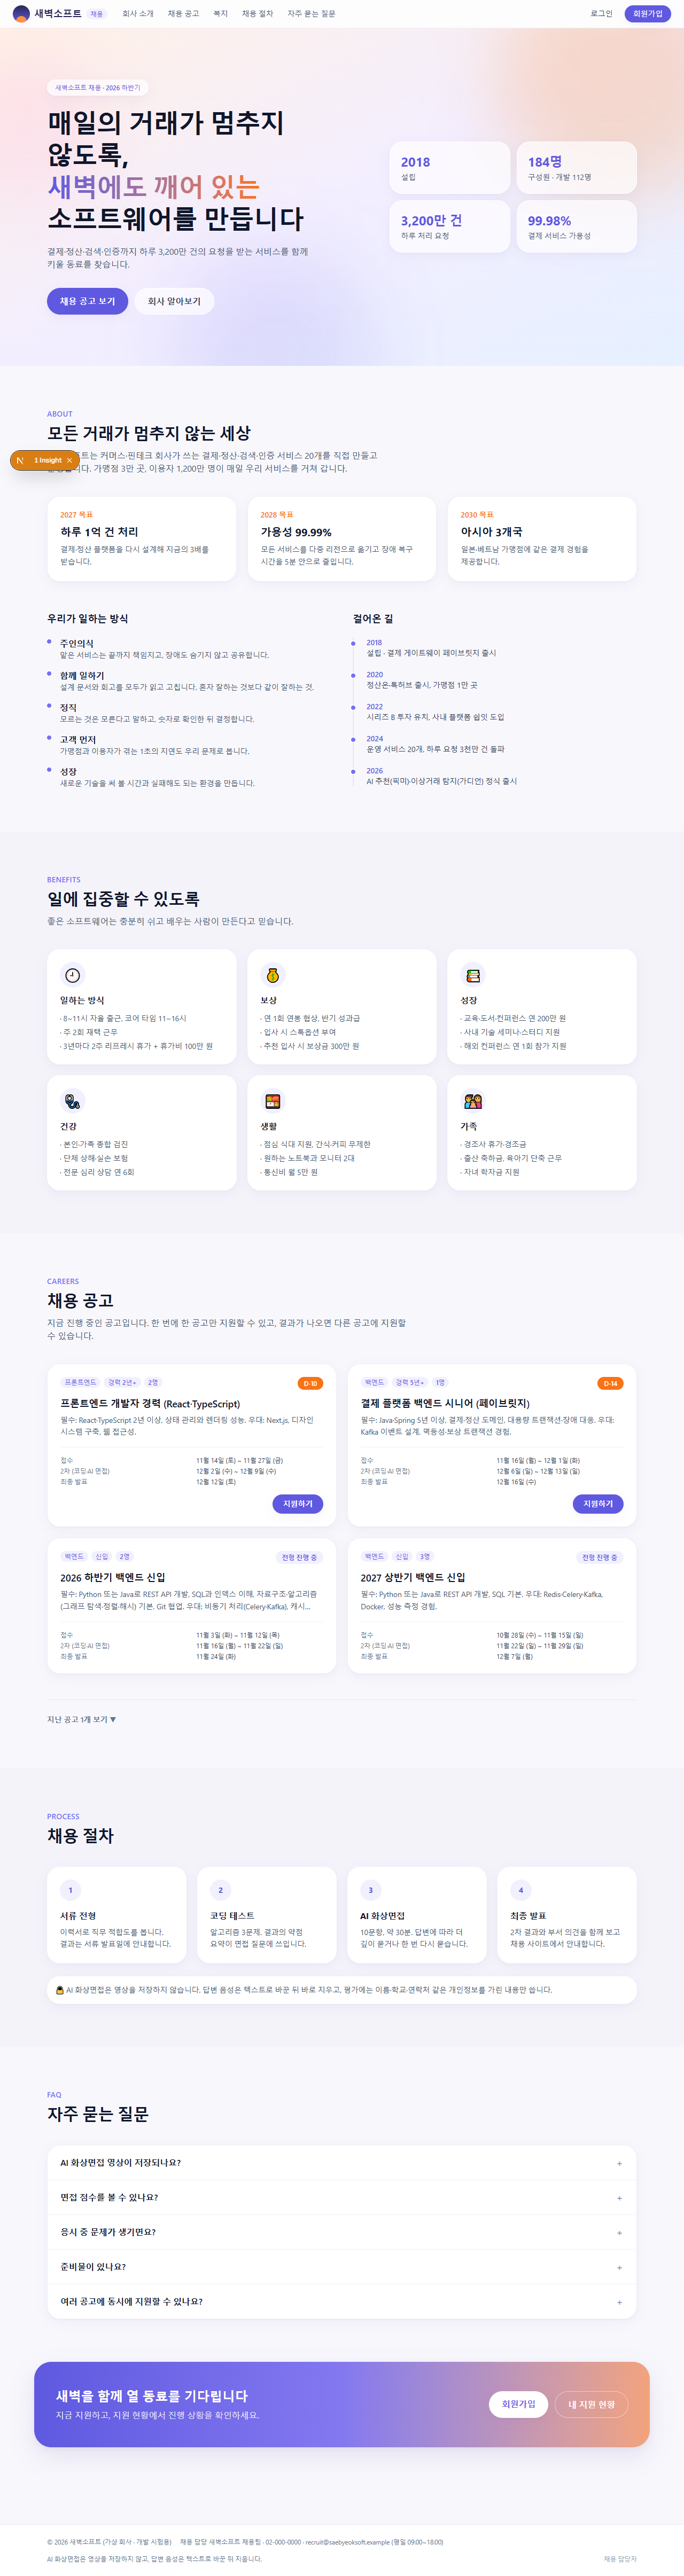 새벽소프트 채용 회사 소개 채용 공고 복지 채용 절차 자주 묻는 질문 로그인 회원가입
새벽소프트 채용 · 2026 하반기
매일의 거래가 멈추지
않도록,
새벽에도 깨어 있는
소프트웨어를 만듭니다
결제·정산·검색·인증까지 하루 3,200만 건의 요청을 받는 서비스를 함께
키울 동료를 찾습니다.
채용 공고 보기 회사 알아보기
2018
설립
184명
구성원 · 개발 112명
3,200만 건
하루 처리 요청
99.98%
결제 서비스 가용성
ABOUT
모든 거래가 멈추지 않는 세상
트는 커머스·핀테크 회사가 쓰는 결제·정산·검색·인증 서비스 20개를 직접 만들고
니다. 가맹점 3만 곳, 이용자 1,200만 명이 매일 우리 서비스를 거쳐 갑니다.
1 Insight ×
2027 목표
하루 1억 건 처리
결제·정산 플랫폼을 다시 설계해 지금의 3배를
받습니다.
2028 목표
가용성 99.99%
모든 서비스를 다중 리전으로 옮기고 장애 복구
시간을 5분 안으로 줄입니다.
2030 목표
아시아 3개국
일본·베트남 가맹점에 같은 결제 경험을
제공합니다.
우리가 일하는 방식
주인의식
맡은 서비스는 끝까지 책임지고, 장애도 숨기지 않고 공유합니다.
함께 일하기
설계 문서와 회고를 모두가 읽고 고칩니다. 혼자 잘하는 것보다 같이 잘하는 것.
정직
모르는 것은 모른다고 말하고, 숫자로 확인한 뒤 결정합니다.
고객 먼저
가맹점과 이용자가 겪는 1초의 지연도 우리 문제로 봅니다.
성장
새로운 기술을 써 볼 시간과 실패해도 되는 환경을 만듭니다.
걸어온 길
2018
설립 · 결제 게이트웨이 페이브릿지 출시
2020
정산온·톡허브 출시, 가맹점 1만 곳
2022
시리즈 B 투자 유치, 사내 플랫폼 쉽잇 도입
2024
운영 서비스 20개, 하루 요청 3천만 건 돌파
2026
AI 추천(픽미)·이상거래 탐지(가디언) 정식 출시
BENEFITS
일에 집중할 수 있도록
좋은 소프트웨어는 충분히 쉬고 배우는 사람이 만든다고 믿습니다.
일하는 방식
· 8~11시 자율 출근, 코어 타임 11~16시
· 주 2회 재택 근무
· 3년마다 2주 리프레시 휴가 + 휴가비 100만 원
보상
· 연 1회 연봉 협상, 반기 성과급
· 입사 시 스톡옵션 부여
· 추천 입사 시 보상금 300만 원
성장
· 교육·도서·컨퍼런스 연 200만 원
· 사내 기술 세미나·스터디 지원
· 해외 컨퍼런스 연 1회 참가 지원
건강
· 본인·가족 종합 검진
· 단체 상해·실손 보험
· 전문 심리 상담 연 6회
생활
· 점심 식대 지원, 간식·커피 무제한
· 원하는 노트북과 모니터 2대
· 통신비 월 5만 원
가족
· 경조사 휴가·경조금
· 출산 축하금, 육아기 단축 근무
· 자녀 학자금 지원
CAREERS
채용 공고
지금 진행 중인 공고입니다. 한 번에 한 공고만 지원할 수 있고, 결과가 나오면 다른 공고에 지원할
수 있습니다.
프론트엔드 경력 2년+ 2명 D-10
프론트엔드 개발자 경력 (React·TypeScript)
필수: React·TypeScript 2년 이상, 상태 관리와 렌더링 성능. 우대: Next.js, 디자인
시스템 구축, 웹 접근성.
접수 11월 14일 (토) ~ 11월 27일 (금)
2차 (코딩·AI 면접) 12월 2일 (수) ~ 12월 9일 (수)
최종 발표 12월 12일 (토)
지원하기
백엔드 경력 5년+ 1명 D-14
결제 플랫폼 백엔드 시니어 (페이브릿지)
필수: Java·Spring 5년 이상, 결제·정산 도메인, 대용량 트랜잭션·장애 대응. 우대:
Kafka 이벤트 설계, 멱등성·보상 트랜잭션 경험.
접수 11월 16일 (월) ~ 12월 1일 (화)
2차 (코딩·AI 면접) 12월 6일 (일) ~ 12월 13일 (일)
최종 발표 12월 16일 (수)
지원하기
백엔드 신입 2명 전형 진행 중
2026 하반기 백엔드 신입
필수: Python 또는 Java로 REST API 개발, SQL과 인덱스 이해, 자료구조·알고리즘
(그래프 탐색·정렬·해시) 기본, Git 협업. 우대: 비동기 처리(Celery·Kafka), 캐시...
접수 11월 3일 (화) ~ 11월 12일 (목)
2차 (코딩·AI 면접) 11월 16일 (월) ~ 11월 22일 (일)
최종 발표 11월 24일 (화)
백엔드 신입 3명 전형 진행 중
2027 상반기 백엔드 신입
필수: Python 또는 Java로 REST API 개발, SQL 기본. 우대: Redis·Celery·Kafka,
Docker, 성능 측정 경험.
접수 10월 28일 (수) ~ 11월 15일 (일)
2차 (코딩·AI 면접) 11월 22일 (일) ~ 11월 29일 (일)
최종 발표 12월 7일 (월)
지난 공고 1개 보기 ▼
PROCESS
채용 절차
1
서류 전형
이력서로 직무 적합도를 봅니다.
결과는 서류 발표일에 안내합니다.
2
코딩 테스트
알고리즘 3문제. 결과의 약점
요약이 면접 질문에 쓰입니다.
3
AI 화상면접
10문항, 약 30분. 답변에 따라 더
깊이 묻거나 한 번 다시 묻습니다.
4
최종 발표
2차 결과와 부서 의견을 함께 보고
채용 사이트에서 안내합니다.
AI 화상면접은 영상을 저장하지 않습니다. 답변 음성은 텍스트로 바꾼 뒤 바로 지우고, 평가에는 이름·학교·연락처 같은 개인정보를 가린 내용만 씁니다.
FAQ
자주 묻는 질문
AI 화상면접 영상이 저장되나요? +
면접 점수를 볼 수 있나요? +
응시 중 문제가 생기면요? +
준비물이 있나요? +
여러 공고에 동시에 지원할 수 있나요? +
새벽을 함께 열 동료를 기다립니다
지금 지원하고, 지원 현황에서 진행 상황을 확인하세요.
회원가입 내 지원 현황
© 2026 새벽소프트 (가상 회사 · 개발 시험용) 채용 담당 새벽소프트 채용팀 · 02-000-0000 · recruit@saebyeoksoft.example (평일 09:00~18:00)
AI 화상면접은 영상을 저장하지 않고, 답변 음성은 텍스트로 바꾼 뒤 지웁니다. 채용 담당자